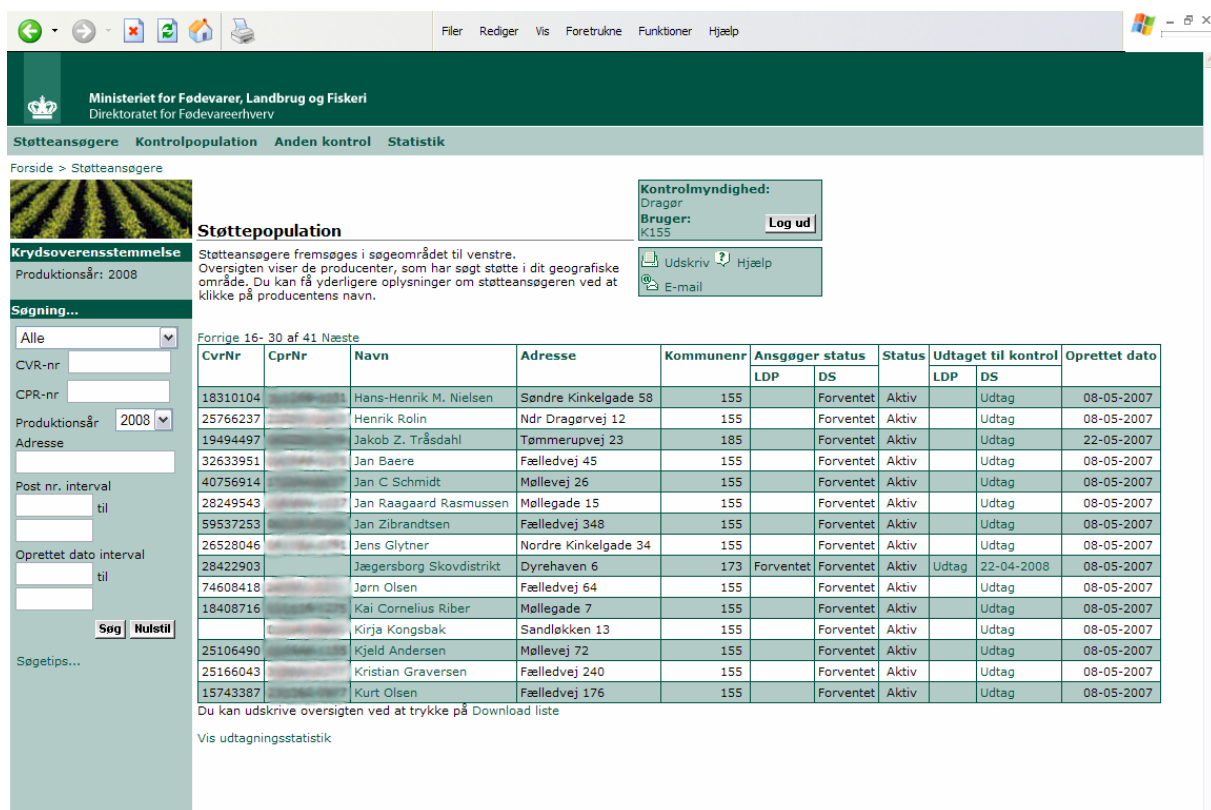 Filer Rediger Vis Foretrukne Funktioner Hjælp
Ministeriet for Fødevarer, Landbrug og Fiskeri
Direktoratet for Fødevareerhverv
Støtteansøgere Kontrolpopulation Anden kontrol Statistik
Forside > Støtteansøgere
Krydsoverensstemmelse
Produktionsår: 2008
Søgning...
Alle
CVR-nr
CPR-nr
Produktionsår 2008
Adresse
Post nr. interval
til
Oprettet dato interval
til
Søg Nulstil
Søgetips...
Støttepopulation
Støtteansøgere fremsøges i søgeområdet til venstre.
Oversigten viser de producenter, som har søgt støtte i dit geografiske
område. Du kan få yderligere oplysninger om støtteansøgeren ved at
klikke på producentens navn.
Kontrolmyndighed:
Dragør
Bruger:
K155 Log ud
Udskriv Hjælp
E-mail
Forrige 16- 30 af 41 Næste
CvrNr CprNr Navn Adresse Kommunenr Ansøger status Status Udtaget til kontrol Oprettet dato
LDP DS LDP DS
18310104 Hans-Henrik M. Nielsen Søndre Kinkelgade 58 155 Forventet Aktiv Udtag 08-05-2007
25766237 Henrik Rolin Ndr Dragørvej 12 155 Forventet Aktiv Udtag 08-05-2007
19494497 Jakob Z. Tråsdahl Tømmerupvej 23 185 Forventet Aktiv Udtag 22-05-2007
32633951 Jan Baere Fælledvej 45 155 Forventet Aktiv Udtag 08-05-2007
40756914 Jan C Schmidt Møllevej 26 155 Forventet Aktiv Udtag 08-05-2007
28249543 Jan Raagaard Rasmussen Møllegade 15 155 Forventet Aktiv Udtag 08-05-2007
59537253 Jan Zibrandtsen Fælledvej 348 155 Forventet Aktiv Udtag 08-05-2007
26528046 Jens Glytner Nordre Kinkelgade 34 155 Forventet Aktiv Udtag 08-05-2007
28422903 Jægersborg Skovdistrikt Dyrehaven 6 173 Forventet Forventet Aktiv Udtag 22-04-2008 08-05-2007
74608418 Jørn Olsen Fælledvej 64 155 Forventet Aktiv Udtag 08-05-2007
18408716 Kai Cornelius Riber Møllegade 7 155 Forventet Aktiv Udtag 08-05-2007
Kirja Kongsbak Sandløkken 13 155 Forventet Aktiv Udtag 08-05-2007
25106490 Kjeld Andersen Møllevej 72 155 Forventet Aktiv Udtag 08-05-2007
25166043 Kristian Graversen Fælledvej 240 155 Forventet Aktiv Udtag 08-05-2007
15743387 Kurt Olsen Fælledvej 176 155 Forventet Aktiv Udtag 08-05-2007
Du kan udskrive oversigten ved at trykke på Download liste
Vis udtagningsstatistik